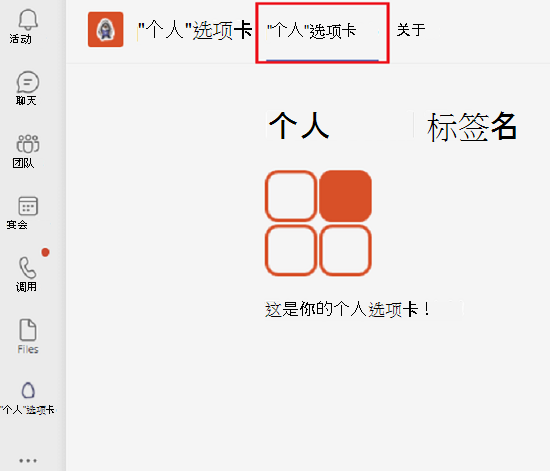 活动
聊天
团队
宴会
调用
Files
"个人"选项卡
"个人"选项卡 "个人"选项卡 关于
个人 标签名
这是你的个人选项卡！